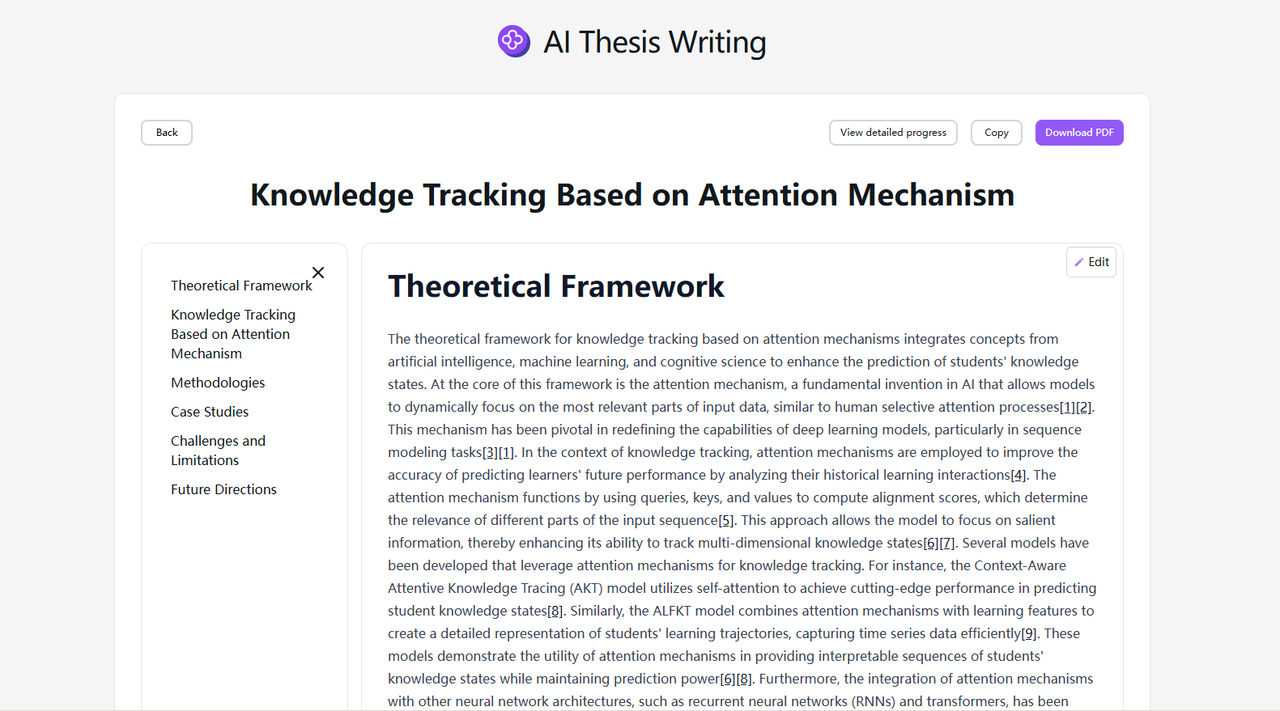 AI Thesis Writing
Back
View detailed progress
Copy
Download PDF
Knowledge Tracking Based on Attention Mechanism
Theoretical Framework
Knowledge Tracking
Based on Attention
Mechanism
Methodologies
Case Studies
Challenges and
Limitations
Future Directions
Edit
Theoretical Framework
The theoretical framework for knowledge tracking based on attention mechanisms integrates concepts from
artificial intelligence, machine learning, and cognitive science to enhance the prediction of students' knowledge
states. At the core of this framework is the attention mechanism, a fundamental invention in AI that allows models
to dynamically focus on the most relevant parts of input data, similar to human selective attention processes[1][2].
This mechanism has been pivotal in redefining the capabilities of deep learning models, particularly in sequence
modeling tasks[3][1]. In the context of knowledge tracking, attention mechanisms are employed to improve the
accuracy of predicting learners' future performance by analyzing their historical learning interactions[4]. The
attention mechanism functions by using queries, keys, and values to compute alignment scores, which determine
the relevance of different parts of the input sequence[5]. This approach allows the model to focus on salient
information, thereby enhancing its ability to track multi-dimensional knowledge states[6][7]. Several models have
been developed that leverage attention mechanisms for knowledge tracking. For instance, the Context-Aware
Attentive Knowledge Tracing (AKT) model utilizes self-attention to achieve cutting-edge performance in predicting
student knowledge states[8]. Similarly, the ALFKT model combines attention mechanisms with learning features to
create a detailed representation of students' learning trajectories, capturing time series data efficiently[9]. These
models demonstrate the utility of attention mechanisms in providing interpretable sequences of students'
knowledge states while maintaining prediction power[6][8]. Furthermore, the integration of attention mechanisms
with other neural network architectures, such as recurrent neural networks (RNNs) and transformers, has been